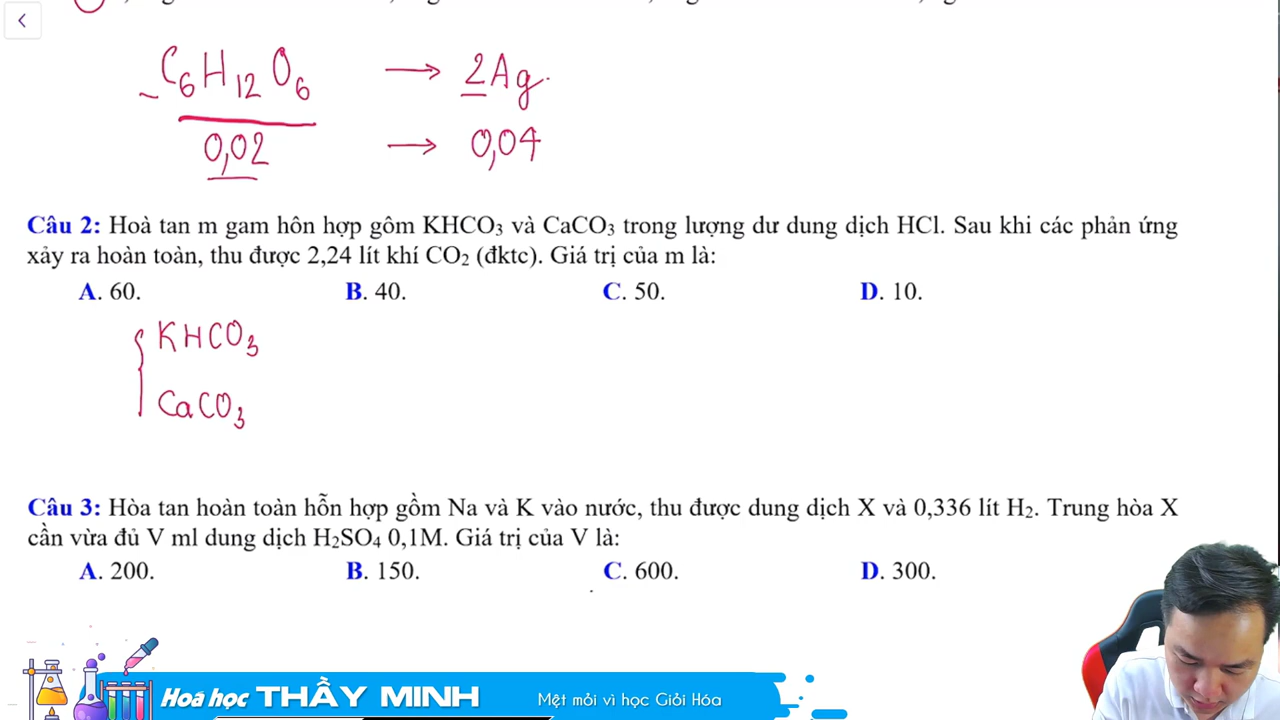 C6H12O6 → 2Ag
0,02 → 0,04
Câu 2: Hoà tan m gam hôn hợp gôm KHCO3 và CaCO3 trong lượng dư dung dịch HCl. Sau khi các phản ứng
xảy ra hoàn toàn, thu được 2,24 lít khí CO2 (đktc). Giá trị của m là:
A. 60. B. 40. C. 50. D. 10.
KHCO3
CaCO3
Câu 3: Hòa tan hoàn toàn hỗn hợp gồm Na và K vào nước, thu được dung dịch X và 0,336 lít H2. Trung hòa X
cần vừa đủ V ml dung dịch H2SO4 0,1M. Giá trị của V là:
A. 200. B. 150. C. 600. D. 300.
Hoá học THẦY MINH Mệt mỏi vì học Giỏi Hóa